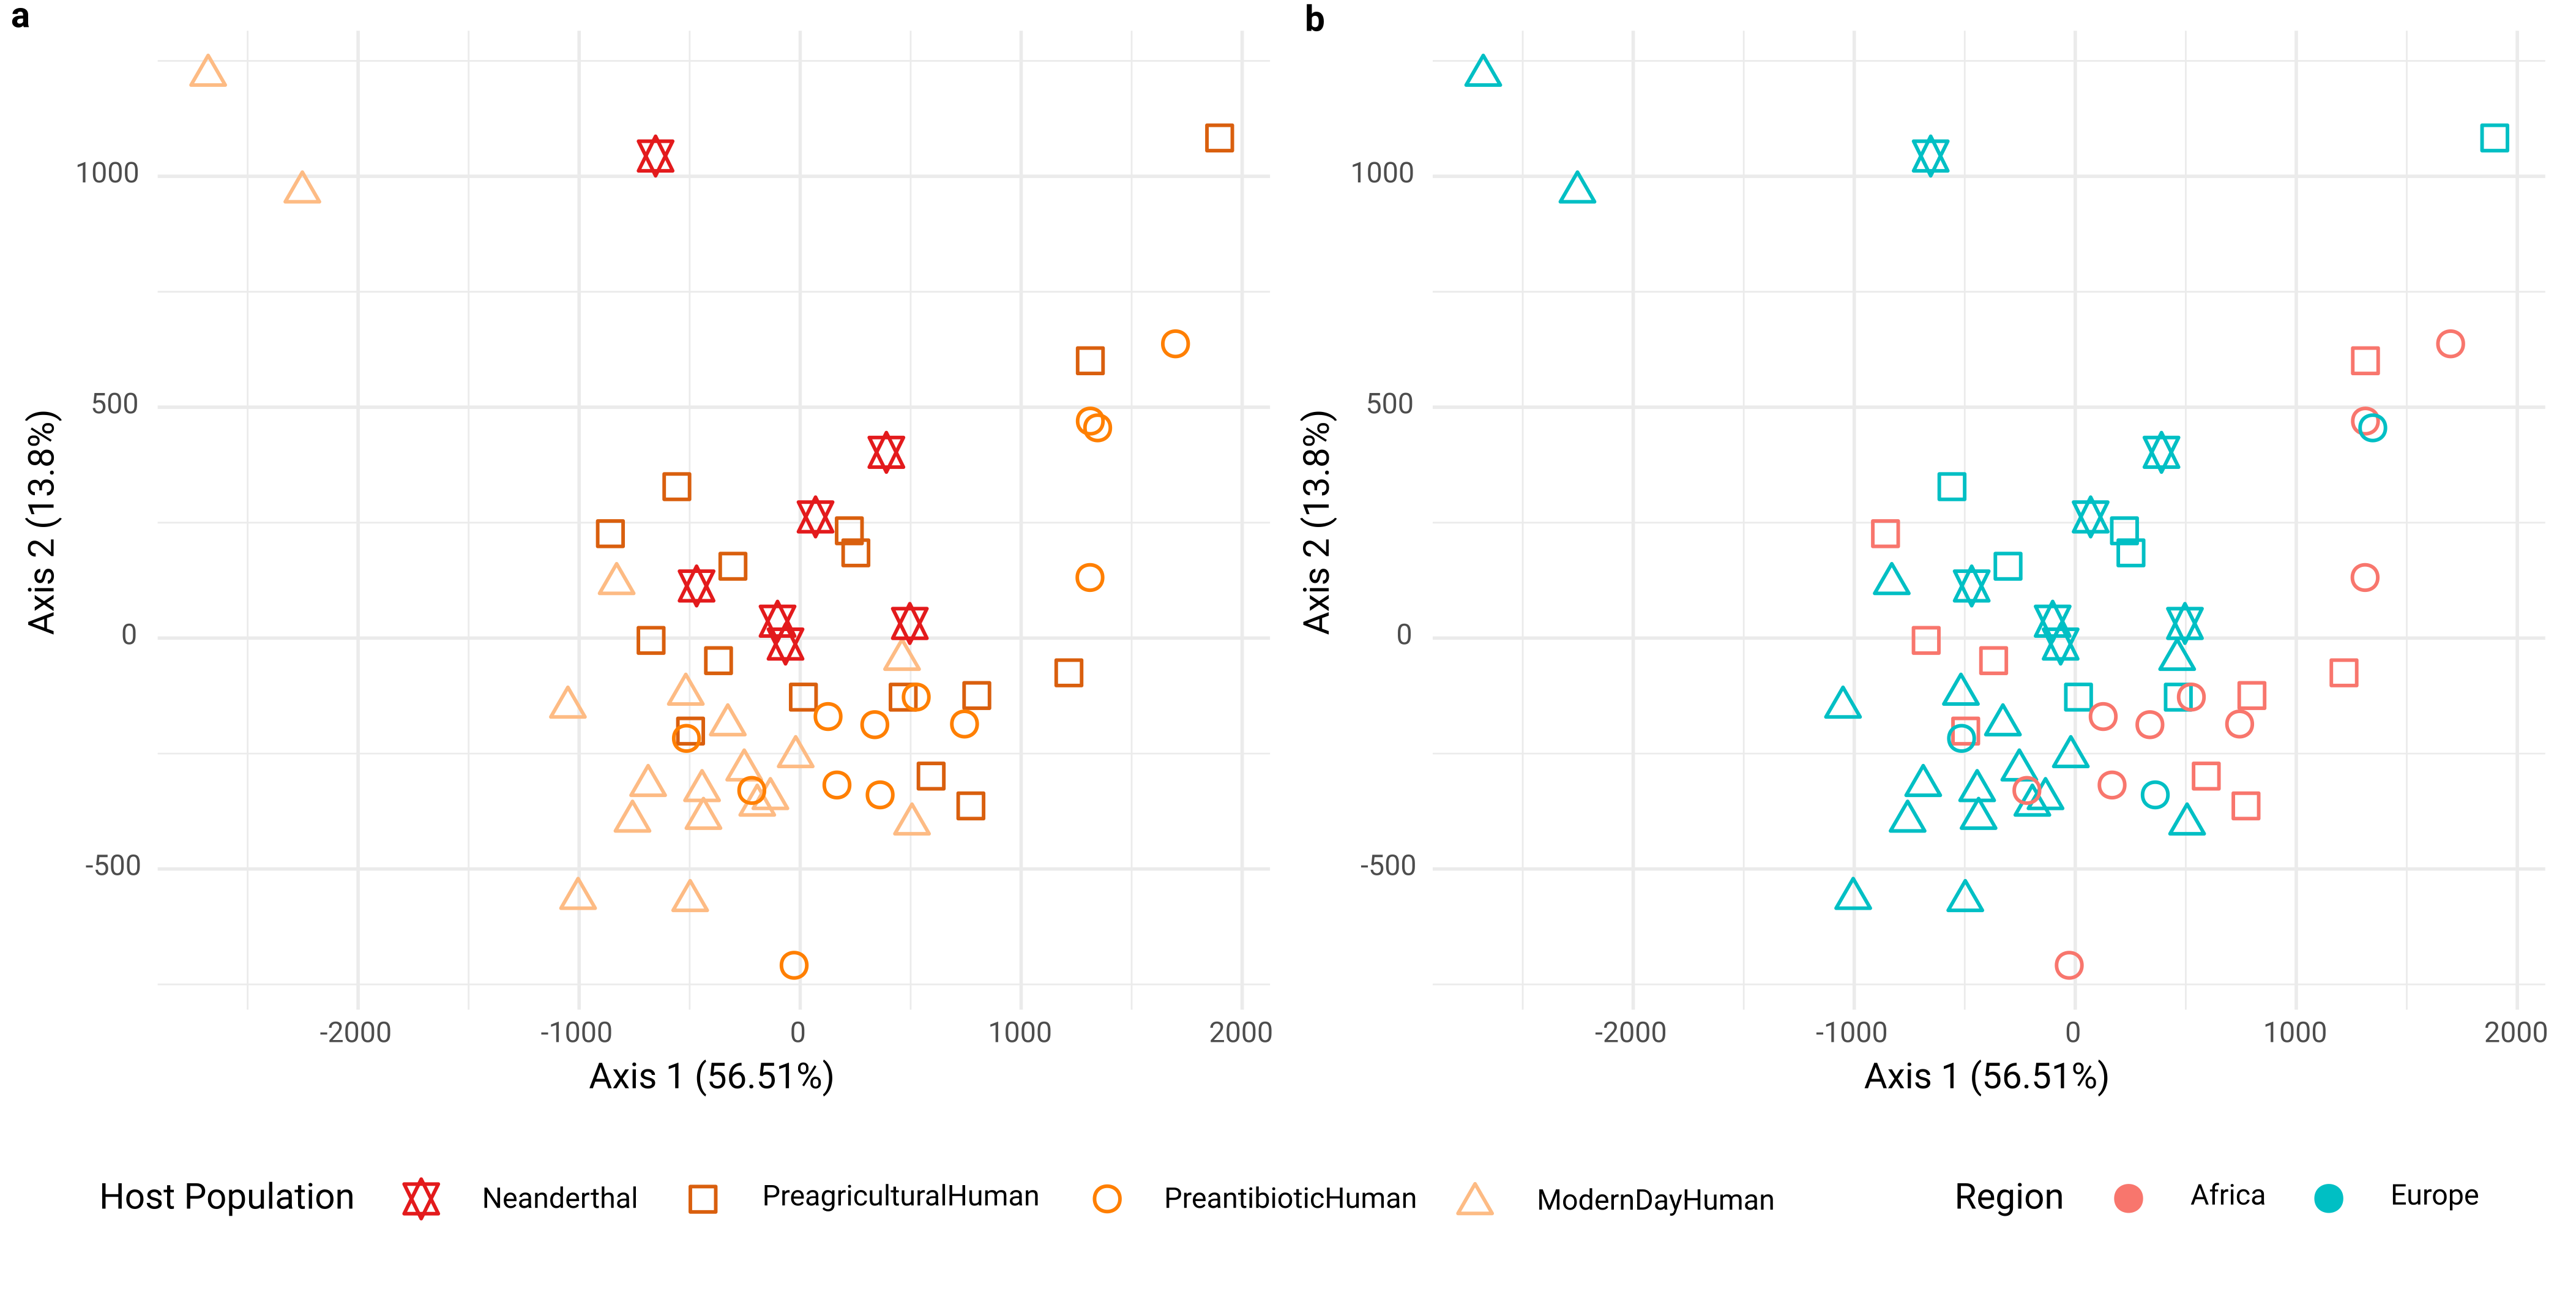 a
1000
500
0
-500
Axis 2 (13.8%)
-2000 -1000 0 1000 2000
Axis 1 (56.51%)
b
1000
500
0
-500
Axis 2 (13.8%)
-2000 -1000 0 1000 2000
Axis 1 (56.51%)
Host Population Neanderthal PreagriculturalHuman PreantibioticHuman ModernDayHuman Region Africa Europe